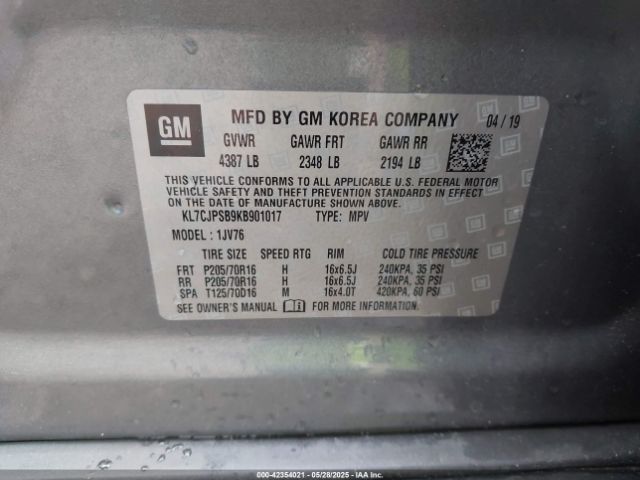 GM
MFD BY GM KOREA COMPANY 04 / 19
GVWR GAWR FRT GAWR RR
4387 LB 2348 LB 2194 LB
THIS VEHICLE CONFORMS TO ALL APPLICABLE U.S. FEDERAL MOTOR
VEHICLE SAFETY AND THEFT PREVENTION STANDARDS IN EFFECT
ON THE DATE OF MANUFACTURE SHOWN ABOVE.
KL7CJPSB9KB901017 TYPE: MPV
MODEL : 1JV76
TIRE SIZE SPEED RTG RIM COLD TIRE PRESSURE
FRT P205/70R16 H 16x6.5J 240KPA, 35 PSI
RR P205/70R16 H 16x6.5J 240KPA, 35 PSI
SPA T125/70D16 M 16x4.0T 420KPA, 60 PSI
SEE OWNER'S MANUAL FOR MORE INFORMATION.
000-42354021 05/28/2025 IAAI.COM